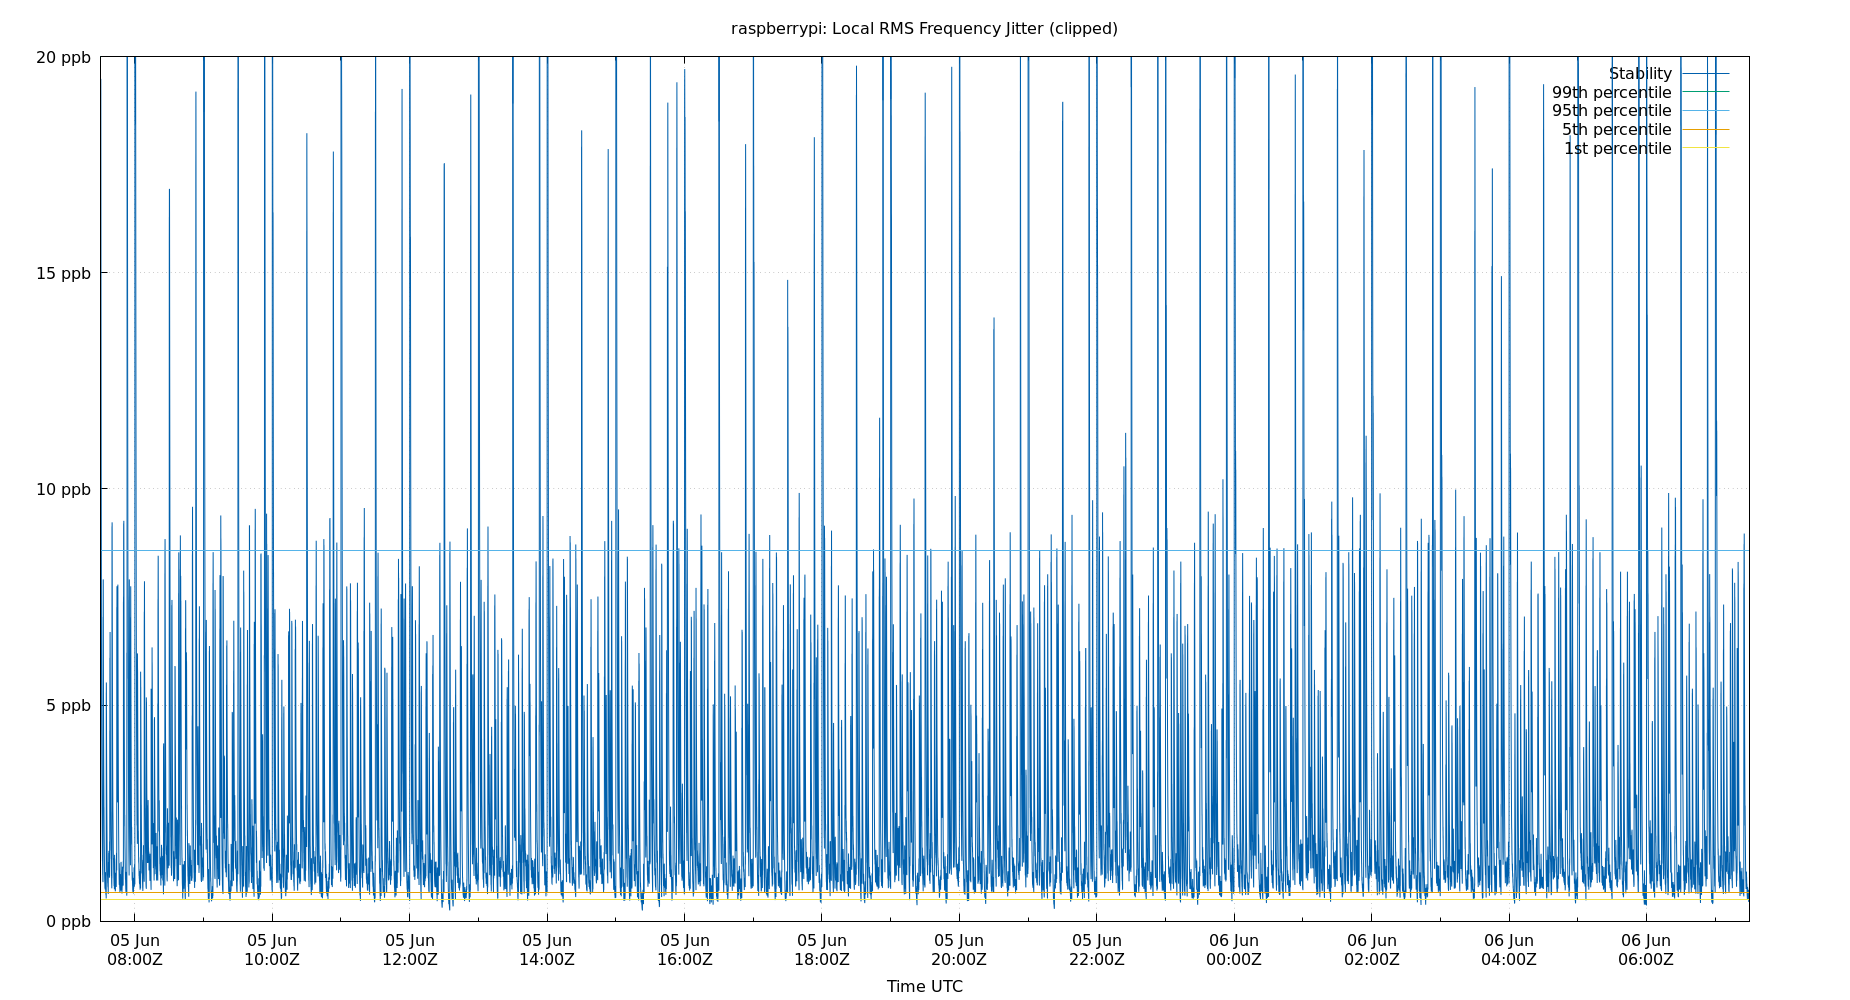 raspberrypi: Local RMS Frequency Jitter (clipped)
20 ppb
15 ppb
10 ppb
5 ppb
0 ppb
Stability
99th percentile
95th percentile
5th percentile
1st percentile
05 Jun 05 Jun 05 Jun 05 Jun 05 Jun 05 Jun 05 Jun 05 Jun 06 Jun 06 Jun 06 Jun 06 Jun
08:00Z 10:00Z 12:00Z 14:00Z 16:00Z 18:00Z 20:00Z 22:00Z 00:00Z 02:00Z 04:00Z 06:00Z
Time UTC